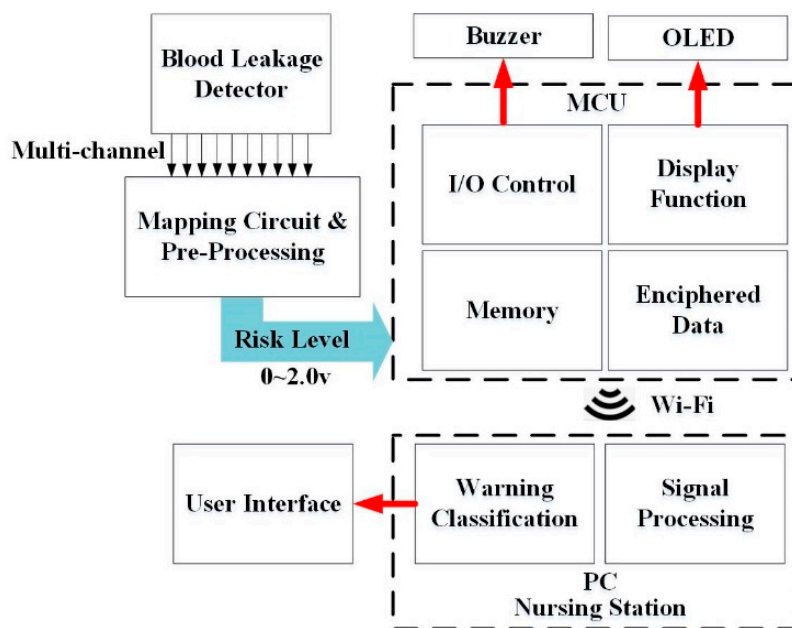 Blood Leakage
Detector
Multi-channel
Mapping Circuit &
Pre-Processing
Risk Level
0~2.0v
Buzzer
OLED
MCU
I/O Control
Display
Function
Memory
Enciphered
Data
Wi-Fi
User Interface
Warning
Classification
Signal
Processing
PC
Nursing Station